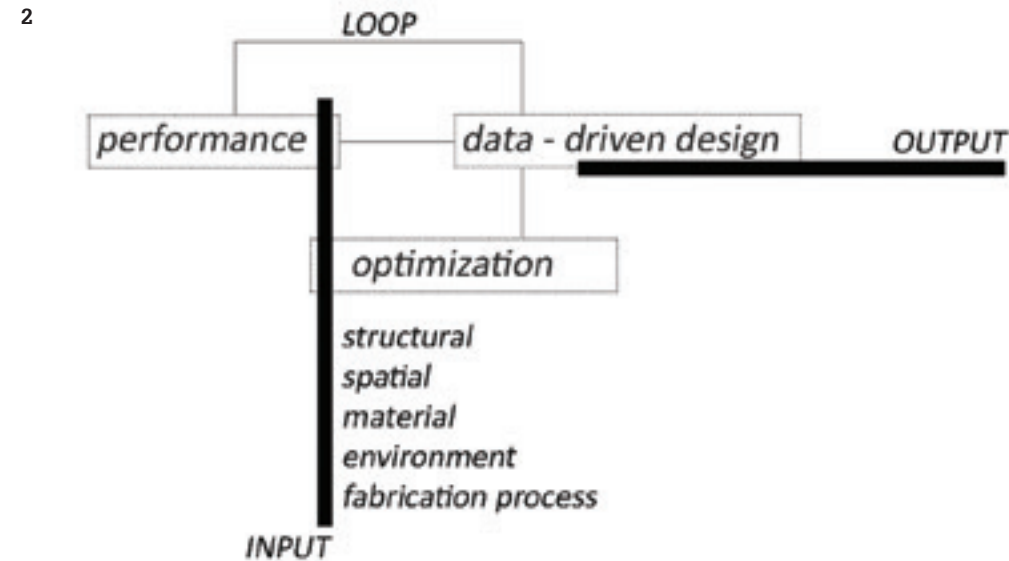 2
LOOP
performance
data - driven design
OUTPUT
optimization
structural
spatial
material
environment
fabrication process
INPUT